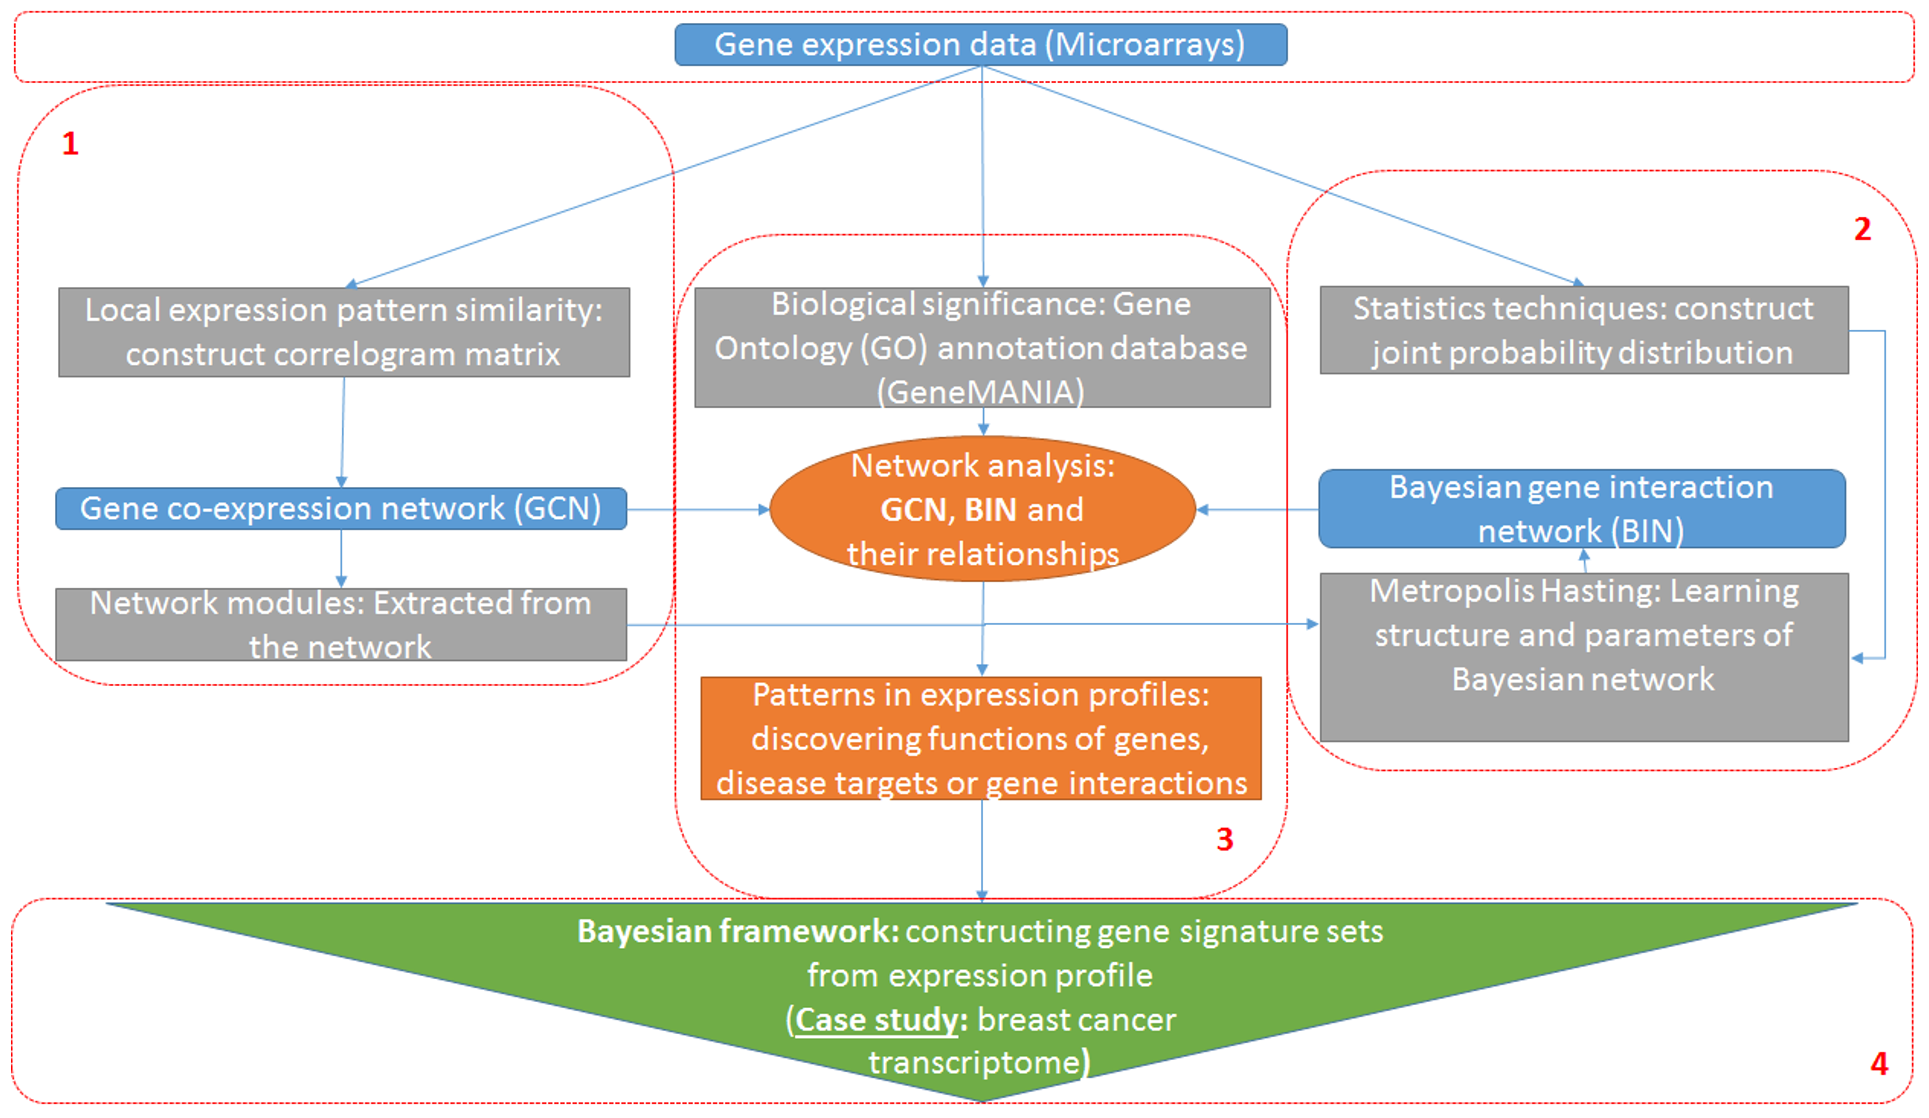 Gene expression data (Microarrays)
1
Local expression pattern similarity:
construct correlogram matrix
Gene co-expression network (GCN)
Network modules: Extracted from
the network
Biological significance: Gene
Ontology (GO) annotation database
(GeneMANIA)
Network analysis:
GCN, BIN and
their relationships
Patterns in expression profiles:
discovering functions of genes,
disease targets or gene interactions
3
2
Statistics techniques: construct
joint probability distribution
Bayesian gene interaction
network (BIN)
Metropolis Hasting: Learning
structure and parameters of
Bayesian network
Bayesian framework: constructing gene signature sets
from expression profile
(Case study: breast cancer
transcriptome)
4